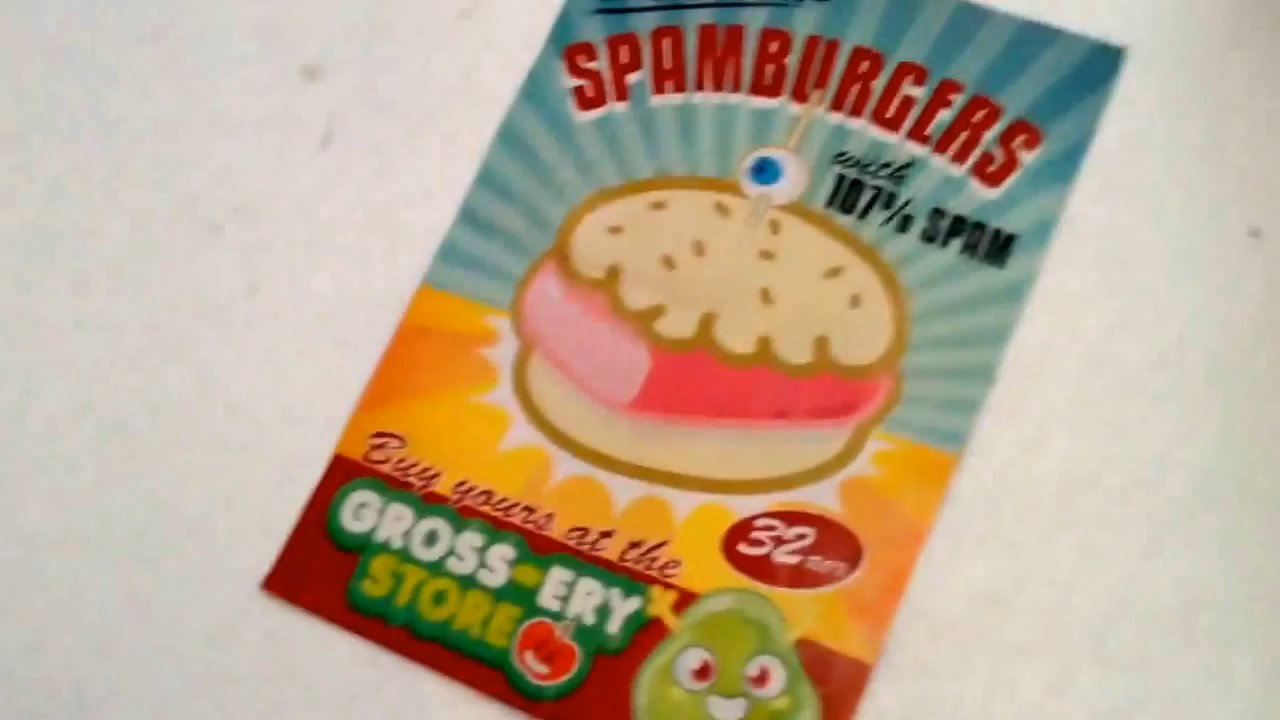 SPAMBURGERS
with
107% SPAM
Buy yours at the
32
GROSS-ERY
STORE